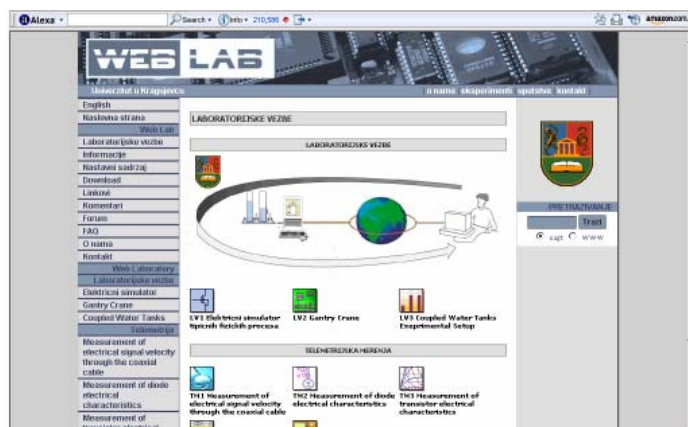 Alexa
Search
Info
210,586
amazon.com
WEB LAB
Univerzitet u Kragujevcu
o nama
eksperimenti
uputstva
kontakt
English
Naslovna strana
Web Lab
Laboratorijske vezbe
Informacije
Nastavni sadrzaj
Download
Linkovi
Komentari
Forum
FAQ
O nama
Kontakt
Web Laboratory
Laboratorijske vezbe
Elektricni simulator
Gantry Crane
Coupled Water Tanks
Telemetrija
Measurement of
electrical signal velocity
through the coaxial
cable
Measurement of diode
electrical
characteristics
Measurement of
transistor electrical
LABORATORIJSKE VEZBE
LABORATORIJSKE VEZBE
LV1 Elektricni simulator
tipicnih fizickih procesa
LV2 Gantry Crane
LV3 Coupled Water Tanks
Exeprimental Setup
TELEMETRIJSKA MERENJA
TM1 Measurement of
electrical signal velocity
through the coaxial cable
TM2 Measurement of diode
electrical characteristics
TM3 Measurement of
transistor electrical
characteristics
PRETRAZIVANJE
Trazi
sajt
WWW